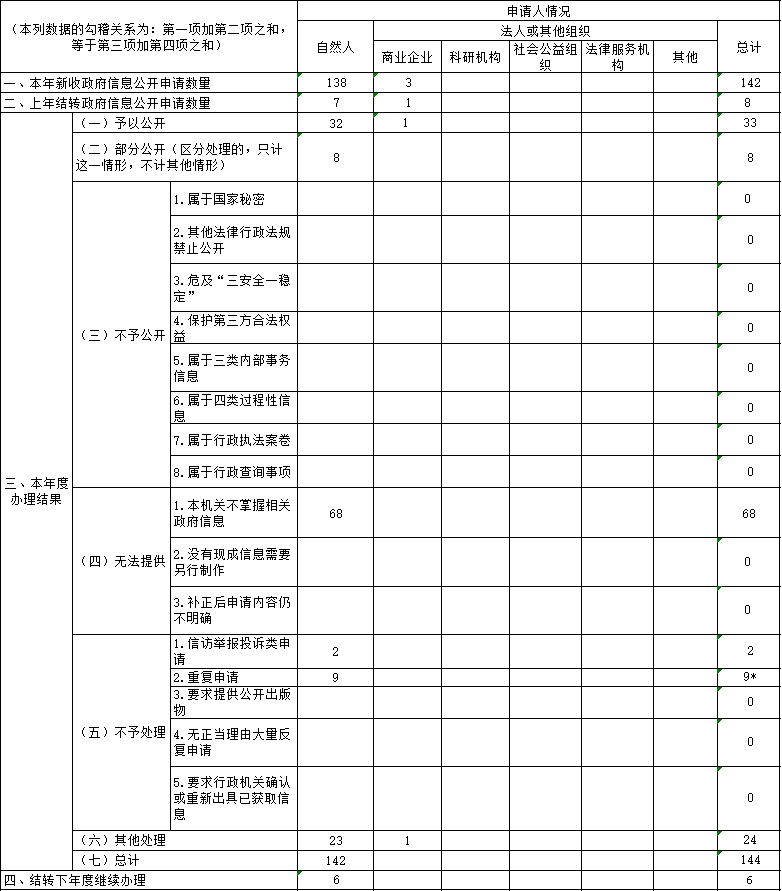 (本列数据的勾稽关系为：第一项加第二项之和，
等于第三项加第四项之和)
申请人情况
自然人
法人或其他组织
总计
商业企业
科研机构
社会公益组
织
法律服务机
构
其他
一、本年新收政府信息公开申请数量 138 3 142
二、上年结转政府信息公开申请数量 7 1 8
三、本年度
办理结果
(一)予以公开 32 1 33
(二)部分公开(区分处理的，只计
这一情形，不计其他情形) 8 8
(三)不予公开
1.属于国家秘密 0
2.其他法律行政法规
禁止公开 0
3.危及“三安全一稳
定” 0
4.保护第三方合法权
益 0
5.属于三类内部事务
信息 0
6.属于四类过程性信
息 0
7.属于行政执法案卷 0
8.属于行政查询事项 0
(四)无法提供
1.本机关不掌握相关
政府信息 68 68
2.没有现成信息需要
另行制作 0
3.补正后申请内容仍
不明确 0
(五)不予处理
1.信访举报投诉类申
请 2 2
2.重复申请 9 9*
3.要求提供公开出版
物 0
4.无正当理由大量反
复申请 0
5.要求行政机关确认
或重新出具已获取信
息 0
(六)其他处理 23 1 24
(七)总计 142 144
四、结转下年度继续办理 6 6